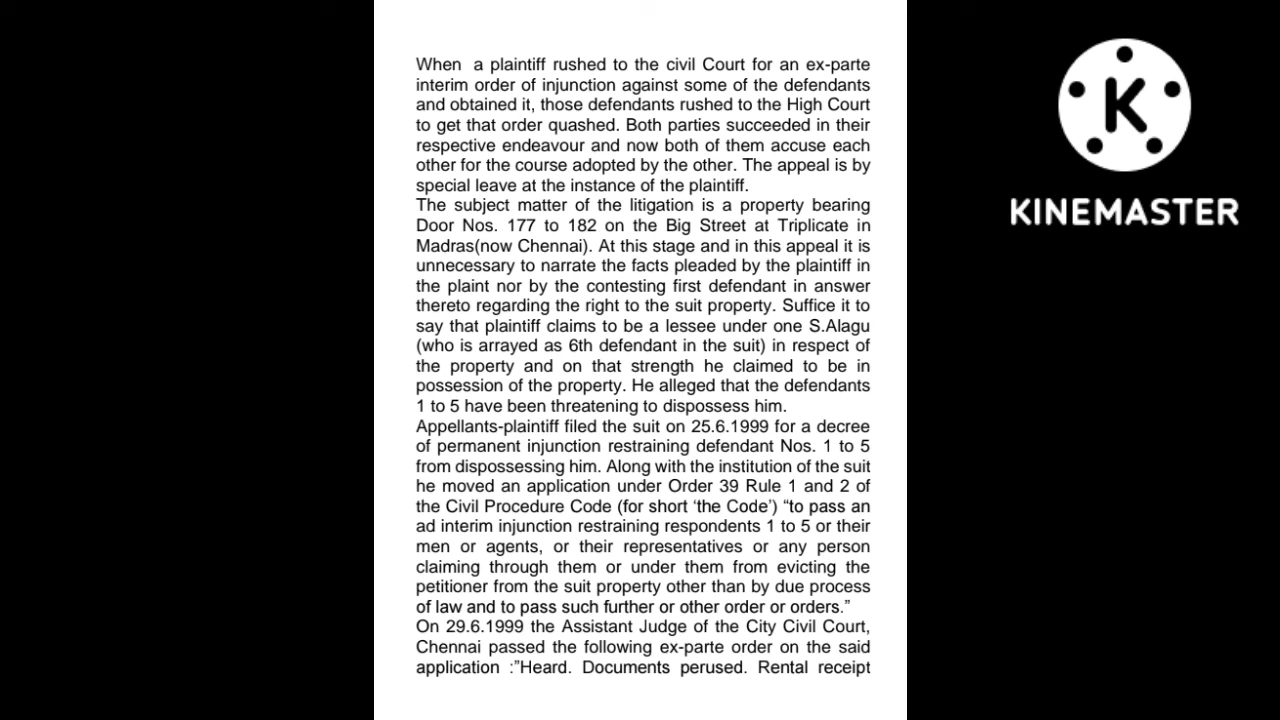 When a plaintiff rushed to the civil Court for an ex-parte
interim order of injunction against some of the defendants
and obtained it, those defendants rushed to the High Court
to get that order quashed. Both parties succeeded in their
respective endeavour and now both of them accuse each
other for the course adopted by the other. The appeal is by
special leave at the instance of the plaintiff.
The subject matter of the litigation is a property bearing
Door Nos. 177 to 182 on the Big Street at Triplicate in
Madras(now Chennai). At this stage and in this appeal it is
unnecessary to narrate the facts pleaded by the plaintiff in
the plaint nor by the contesting first defendant in answer
thereto regarding the right to the suit property. Suffice it to
say that plaintiff claims to be a lessee under one S.Alagu
(who is arrayed as 6th defendant in the suit) in respect of
the property and on that strength he claimed to be in
possession of the property. He alleged that the defendants
1 to 5 have been threatening to dispossess him.
Appellants-plaintiff filed the suit on 25.6.1999 for a decree
of permanent injunction restraining defendant Nos. 1 to 5
from dispossessing him. Along with the institution of the suit
he moved an application under Order 39 Rule 1 and 2 of
the Civil Procedure Code (for short ‘the Code’) “to pass an
ad interim injunction restraining respondents 1 to 5 or their
men or agents, or their representatives or any person
claiming through them or under them from evicting the
petitioner from the suit property other than by due process
of law and to pass such further or other order or orders.”
On 29.6.1999 the Assistant Judge of the City Civil Court,
Chennai passed the following ex-parte order on the said
application :”Heard. Documents perused. Rental receipt
K
KINEMASTER